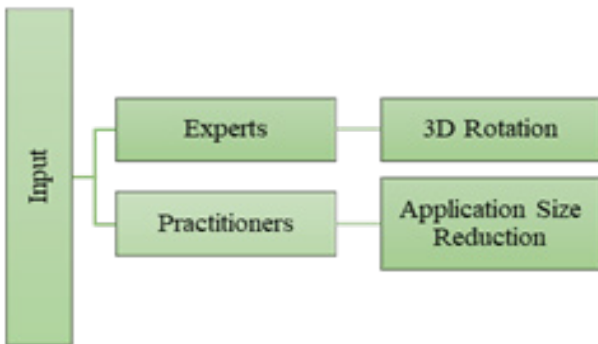 Input
Experts
3D Rotation
Practitioners
Application Size
Reduction